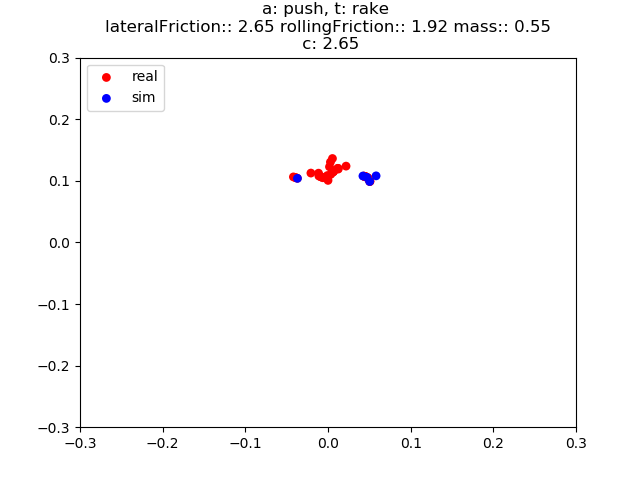 a: push, t: rake
lateralFriction:: 2.65 rollingFriction:: 1.92 mass:: 0.55
c: 2.65
real
sim
0.3
0.2
0.1
0.0
−0.1
−0.2
−0.3
−0.3
−0.2
−0.1
0.0
0.1
0.2
0.3